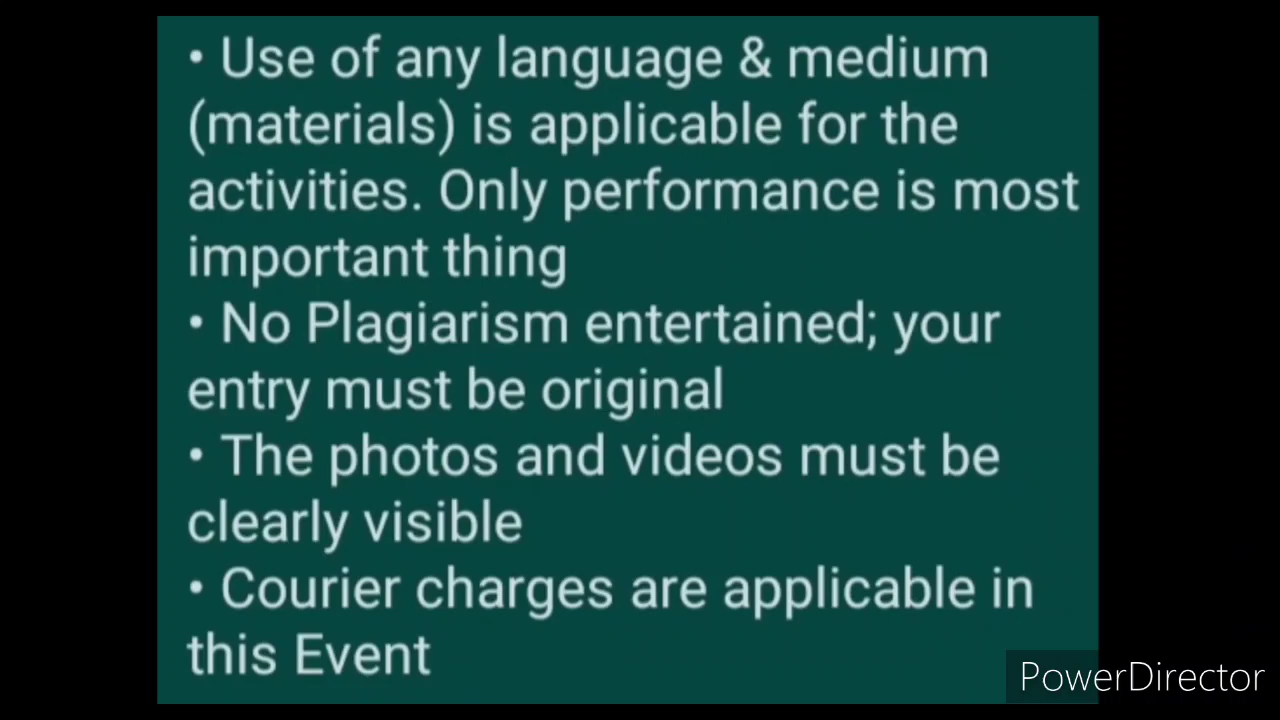 • Use of any language & medium
(materials) is applicable for the
activities. Only performance is most
important thing
• No Plagiarism entertained; your
entry must be original
• The photos and videos must be
clearly visible
• Courier charges are applicable in
this Event
PowerDirector